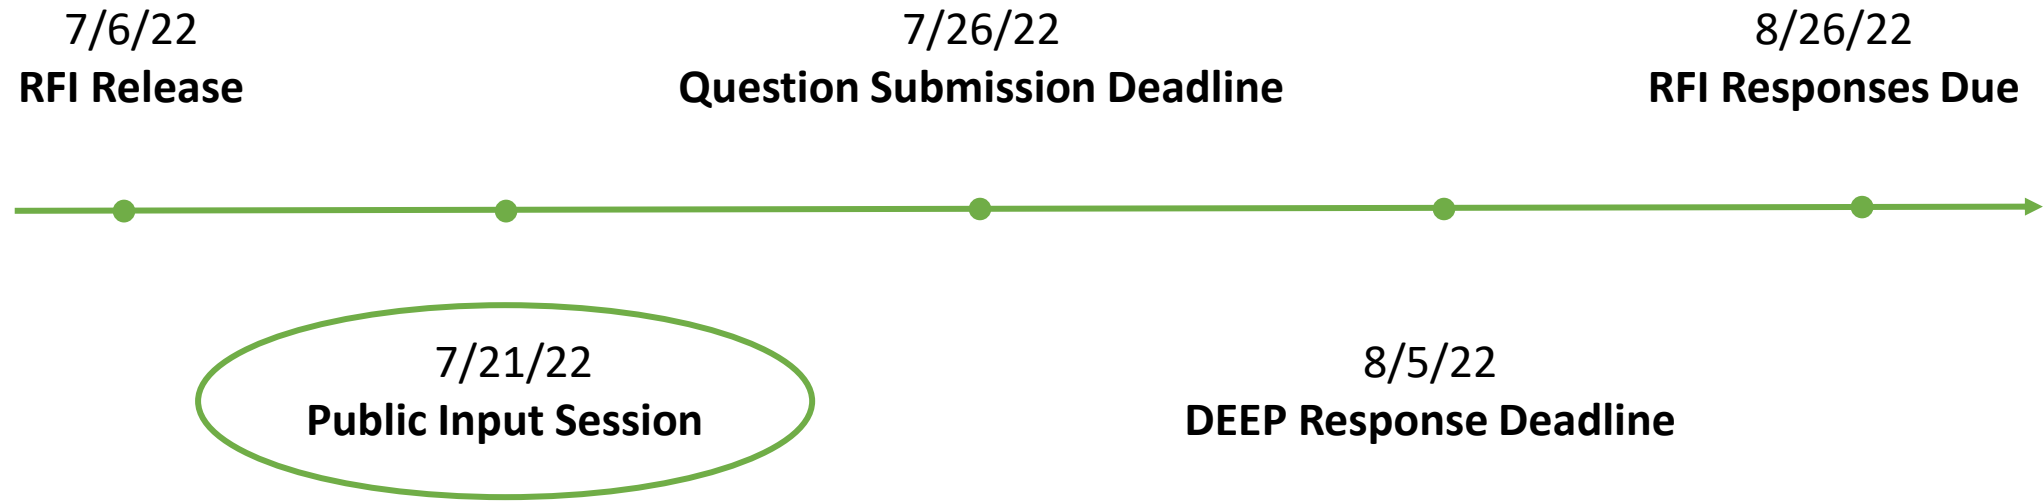 7/6/22
RFI Release
7/26/22
Question Submission Deadline
8/26/22
RFI Responses Due
7/21/22
Public Input Session
8/5/22
DEEP Response Deadline